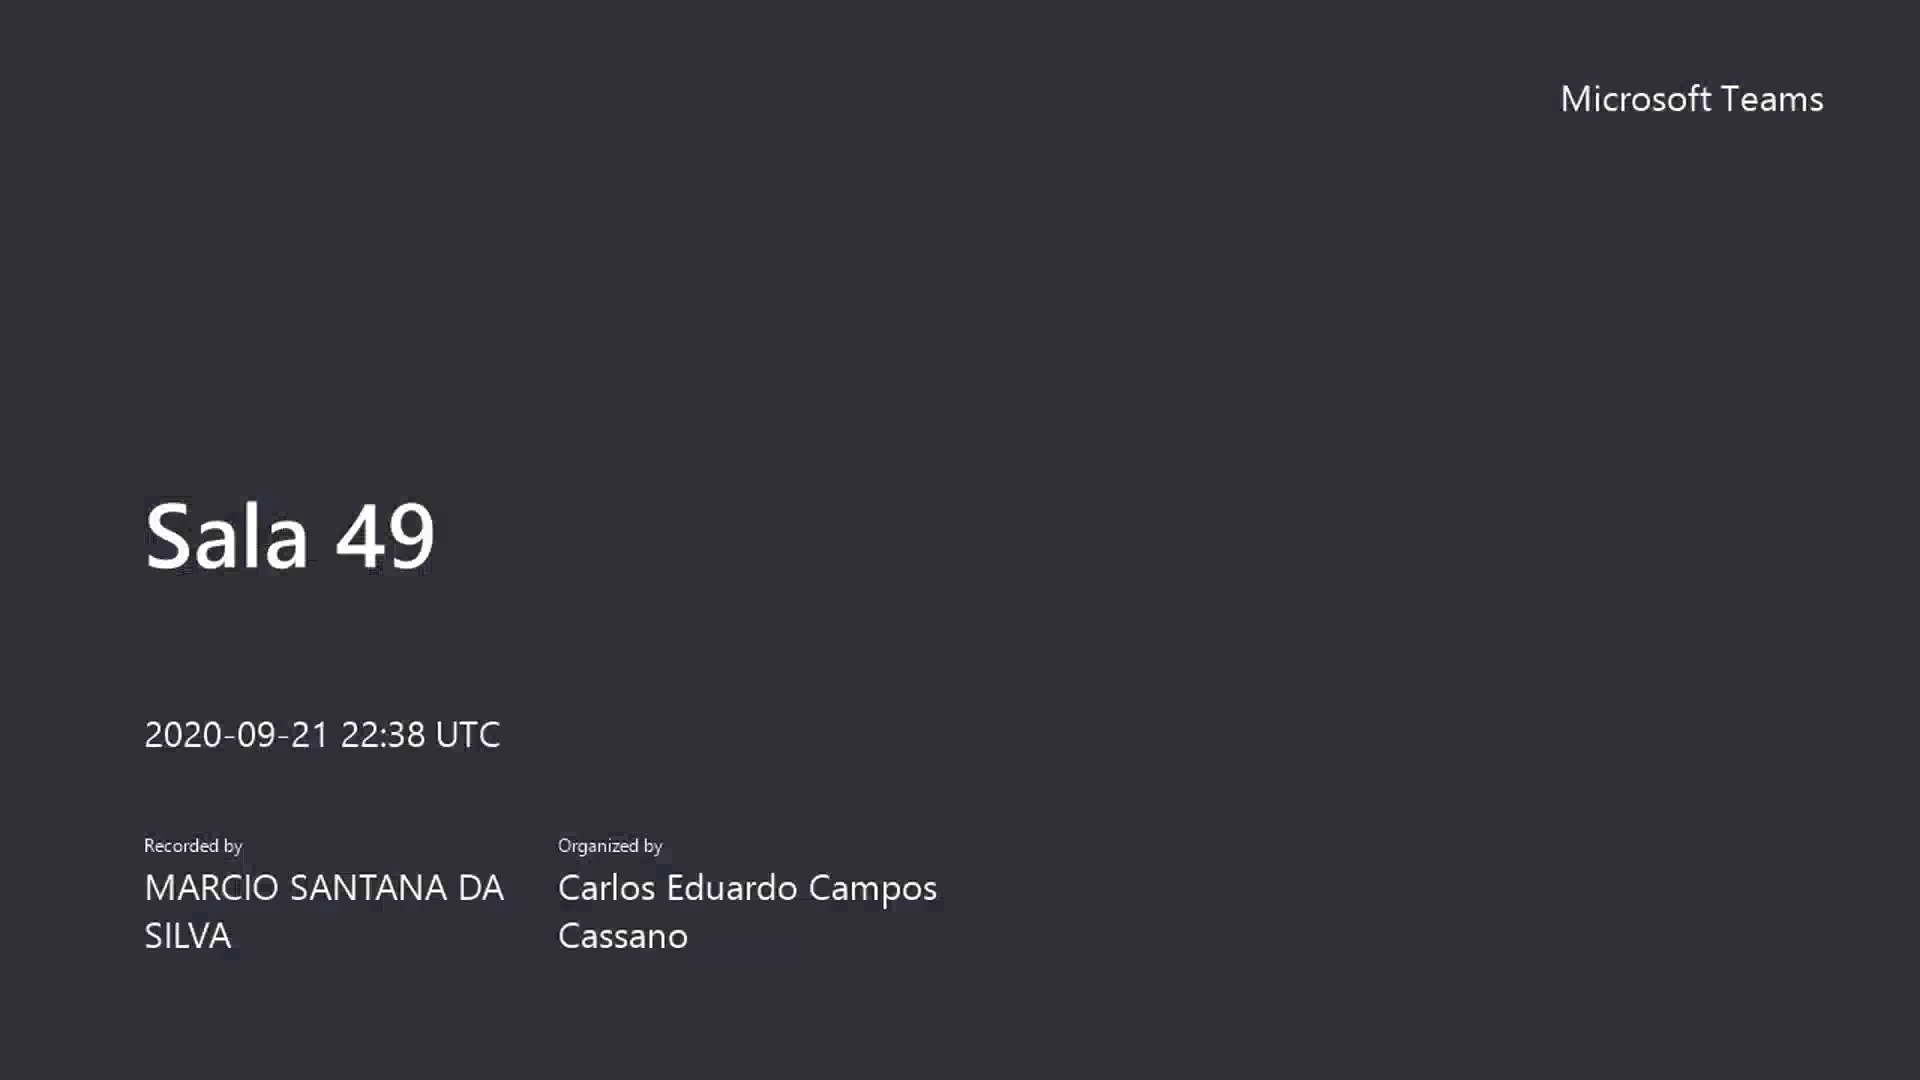 Microsoft Teams
Sala 49
2020-09-21 22:38 UTC
Recorded by
MARCIO SANTANA DA
SILVA
Organized by
Carlos Eduardo Campos
Cassano